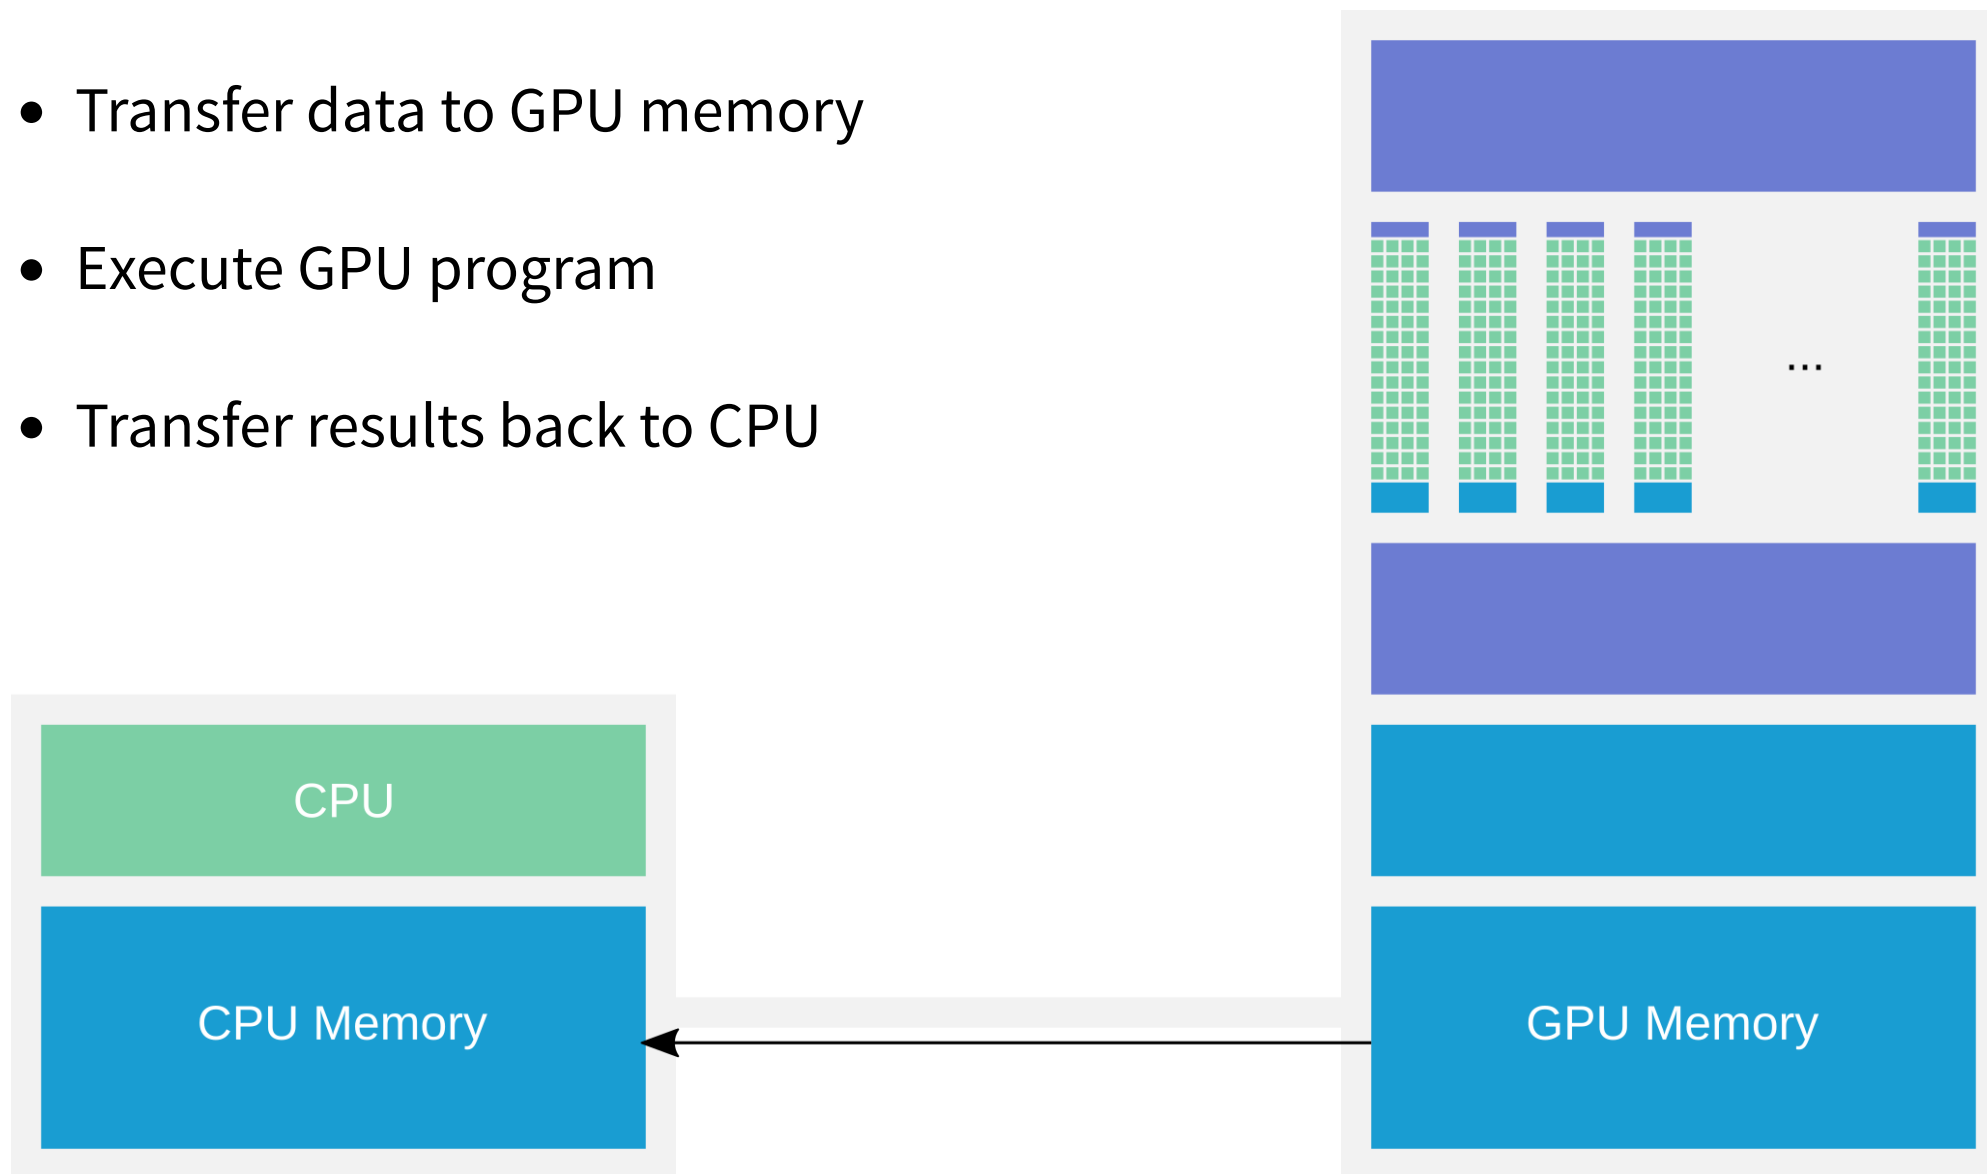 • Transfer data to GPU memory
• Execute GPU program
• Transfer results back to CPU
...
CPU
CPU Memory
GPU Memory